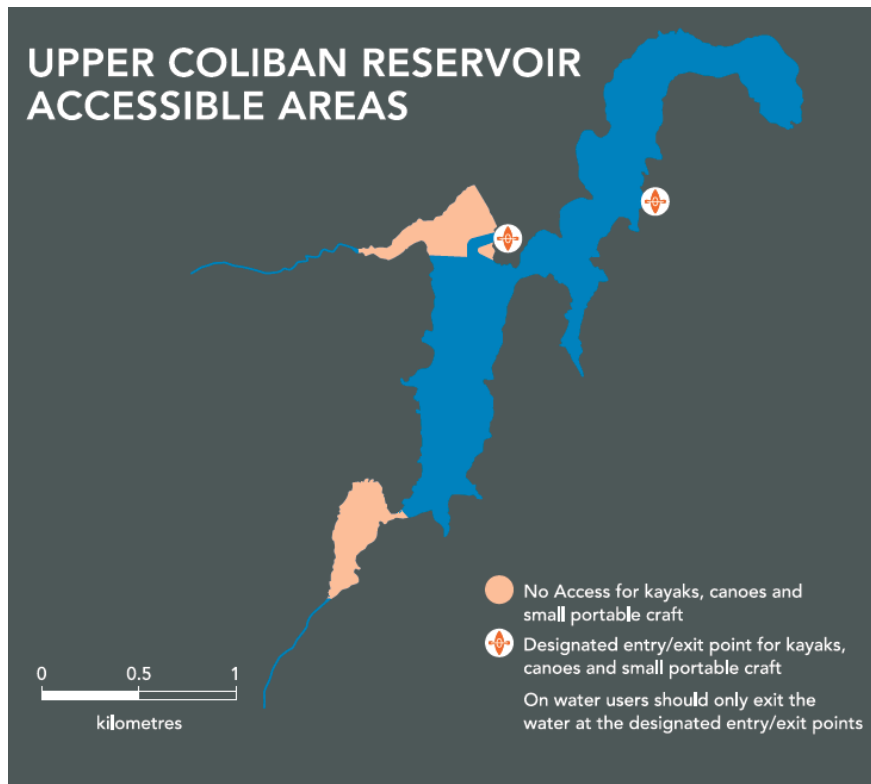 UPPER COLIBAN RESERVOIR
ACCESSIBLE AREAS
No Access for kayaks, canoes and
small portable craft
Designated entry/exit point for kayaks,
canoes and small portable craft
On water users should only exit the
water at the designated entry/exit points
0 0.5 1
kilometres